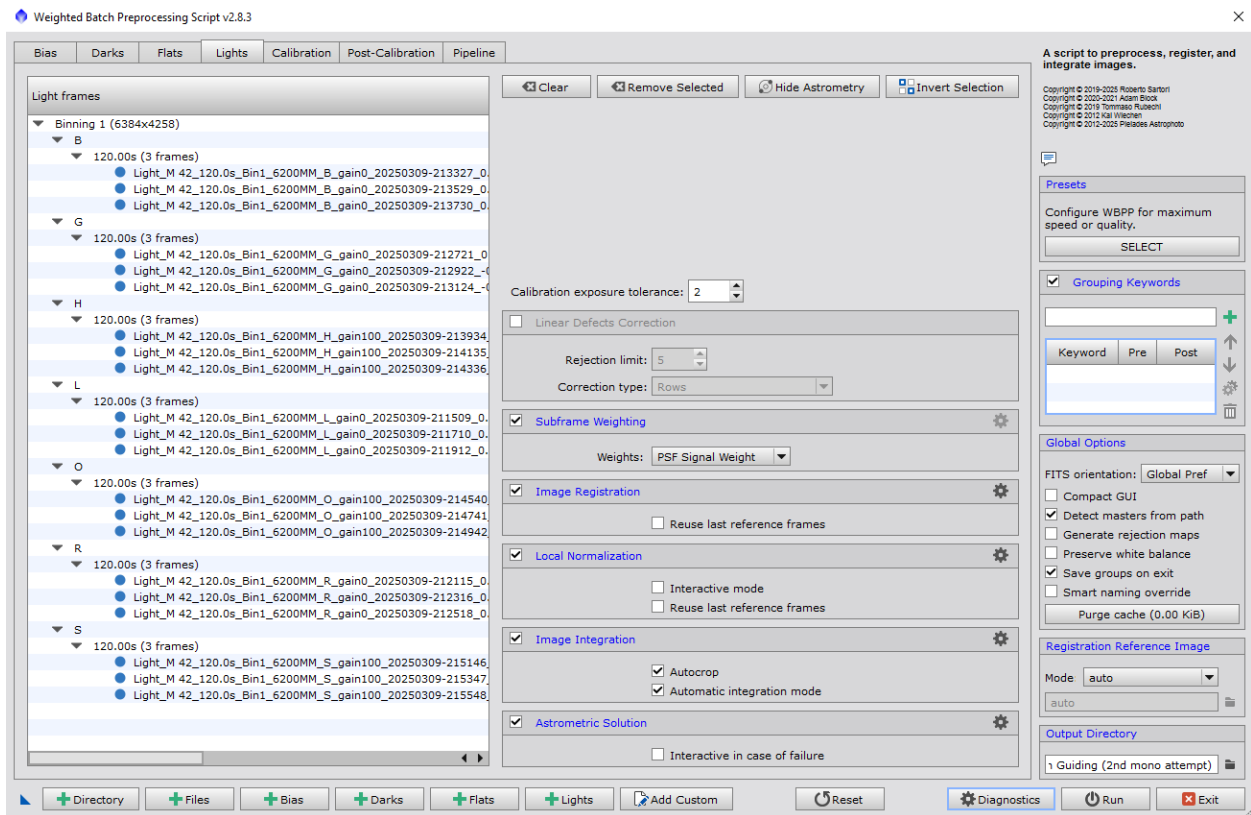 Weighted Batch Preprocessing Script v2.8.3
Bias Darks Flats Lights Calibration Post-Calibration Pipeline
Light frames
Binning 1 (6384x4258)
B
120.00s (3 frames)
Light_M 42_120.0s_Bin1_6200MM_B_gain0_20250309-213327_0.
Light_M 42_120.0s_Bin1_6200MM_B_gain0_20250309-213529_0.
Light_M 42_120.0s_Bin1_6200MM_B_gain0_20250309-213730_0.
G
120.00s (3 frames)
Light_M 42_120.0s_Bin1_6200MM_G_gain0_20250309-212721_0
Light_M 42_120.0s_Bin1_6200MM_G_gain0_20250309-212922_-0
Light_M 42_120.0s_Bin1_6200MM_G_gain0_20250309-213124_-0
H
120.00s (3 frames)
Light_M 42_120.0s_Bin1_6200MM_H_gain100_20250309-213934_
Light_M 42_120.0s_Bin1_6200MM_H_gain100_20250309-214135_
Light_M 42_120.0s_Bin1_6200MM_H_gain100_20250309-214336_
L
120.00s (3 frames)
Light_M 42_120.0s_Bin1_6200MM_L_gain0_20250309-211509_0.
Light_M 42_120.0s_Bin1_6200MM_L_gain0_20250309-211710_0.
Light_M 42_120.0s_Bin1_6200MM_L_gain0_20250309-211912_0.
O
120.00s (3 frames)
Light_M 42_120.0s_Bin1_6200MM_O_gain100_20250309-214540_
Light_M 42_120.0s_Bin1_6200MM_O_gain100_20250309-214741_
Light_M 42_120.0s_Bin1_6200MM_O_gain100_20250309-214942_
R
120.00s (3 frames)
Light_M 42_120.0s_Bin1_6200MM_R_gain0_20250309-212115_0.
Light_M 42_120.0s_Bin1_6200MM_R_gain0_20250309-212316_0.
Light_M 42_120.0s_Bin1_6200MM_R_gain0_20250309-212518_0.
S
120.00s (3 frames)
Light_M 42_120.0s_Bin1_6200MM_S_gain100_20250309-215146_
Light_M 42_120.0s_Bin1_6200MM_S_gain100_20250309-215347_
Light_M 42_120.0s_Bin1_6200MM_S_gain100_20250309-215548_
Clear Remove Selected Hide Astrometry Invert Selection
Calibration exposure tolerance: 2
Linear Defects Correction
Rejection limit: 5
Correction type: Rows
Subframe Weighting
Weights: PSF Signal Weight
Image Registration
Reuse last reference frames
Local Normalization
Interactive mode
Reuse last reference frames
Image Integration
Autocrop
Automatic integration mode
Astrometric Solution
Interactive in case of failure
A script to preprocess, register, and
integrate images.
Copyright © 2019-2025 Roberto Sartori
Copyright © 2020-2021 Adam Block
Copyright © 2019 Tommaso Rubechi
Copyright © 2012 Kai Wiechen
Copyright © 2012-2025 Pleiades Astrophoto
Presets
Configure WBPP for maximum
speed or quality.
SELECT
Grouping Keywords
Keyword Pre Post
Global Options
FITS orientation: Global Pref
Compact GUI
Detect masters from path
Generate rejection maps
Preserve white balance
Save groups on exit
Smart naming override
Purge cache (0.00 KiB)
Registration Reference Image
Mode auto
auto
Output Directory
Guiding (2nd mono attempt)
Directory Files Bias Darks Flats Lights Add Custom Reset Diagnostics Run Exit